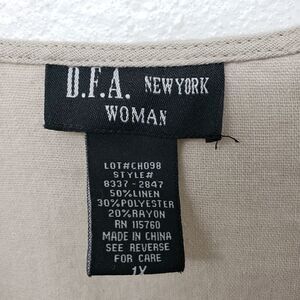 D.F.A. NEW YORK
WOMAN
LOT#CH098
STYLE#
8337-2847
50%LINEN
30%POLYESTER
20%RAYON
RN 115760
MADE IN CHINA
SEE REVERSE
FOR CARE
1X